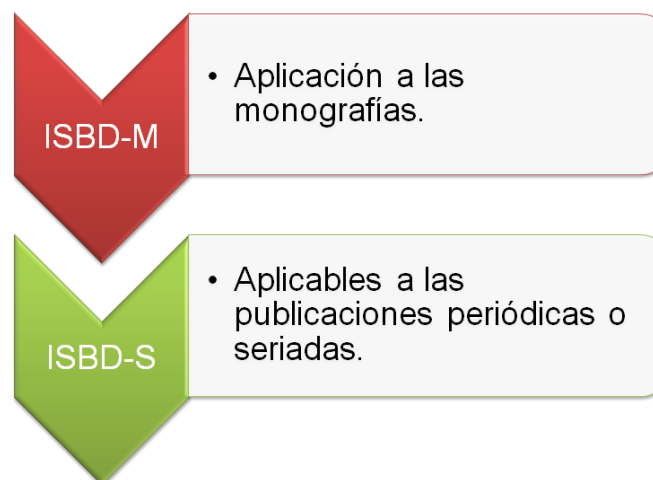 ISBD-M
• Aplicación a las
monografías.
ISBD-S
• Aplicables a las
publicaciones periódicas o
seriadas.